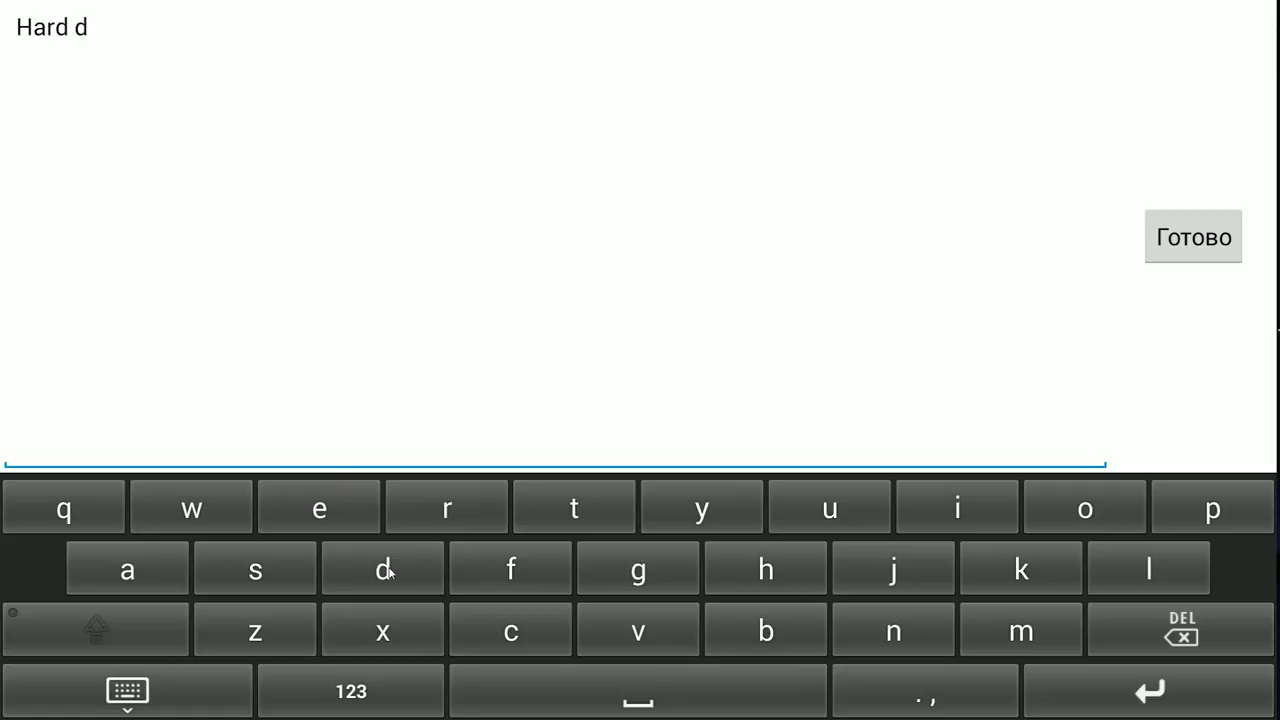 Hard d
Готово
q w e r t y u i o p
a s d f g h j k l
z x c v b n m DEL
123 . ,